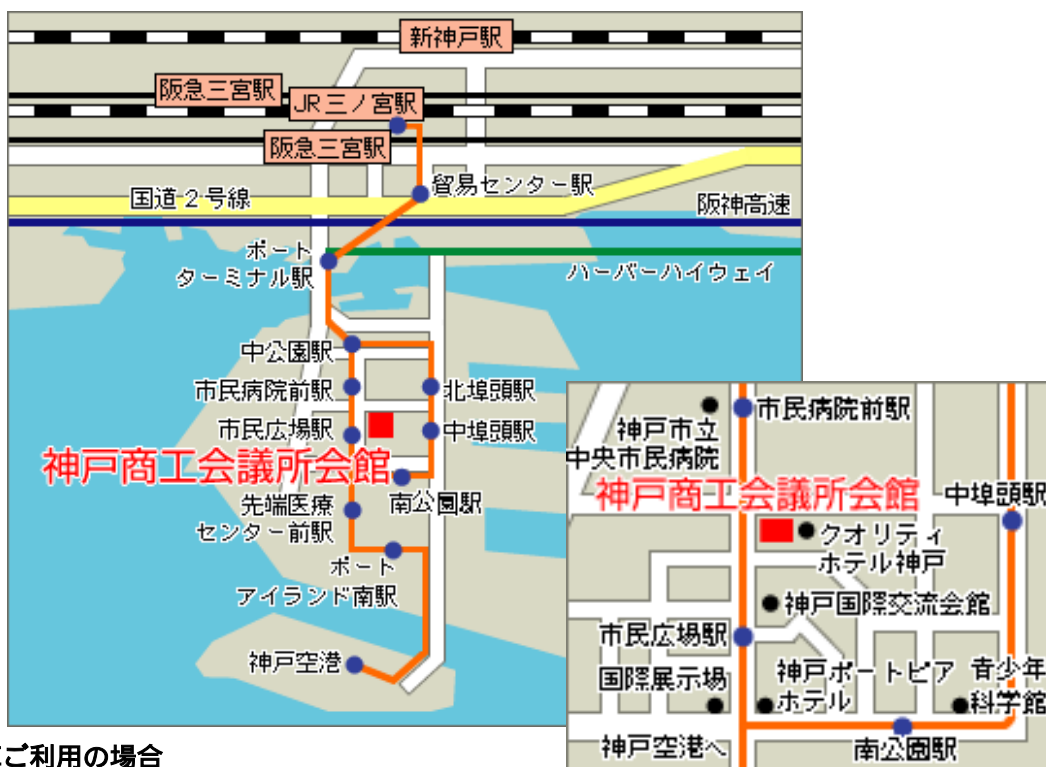 新神戸駅
阪急三宮駅
JR三ノ宮駅
阪急三宮駅
貿易センター駅
国道2号線
阪神高速
ポート
ターミナル駅
ハーバーハイウェイ
中公園駅
市民病院前駅
北埠頭駅
市民広場駅
中埠頭駅
神戸商工会議所会館
先端医療
センター前駅
南公園駅
ポート
アイランド南駅
神戸空港
市民病院前駅
神戸市立
中央市民病院
神戸商工会議所会館
中埠頭駅
クオリティ
ホテル神戸
神戸国際交流会館
市民広場駅
国際展示場
神戸ポートピア
ホテル
青少年
科学館
神戸空港へ
南公園駅
ご利用の場合